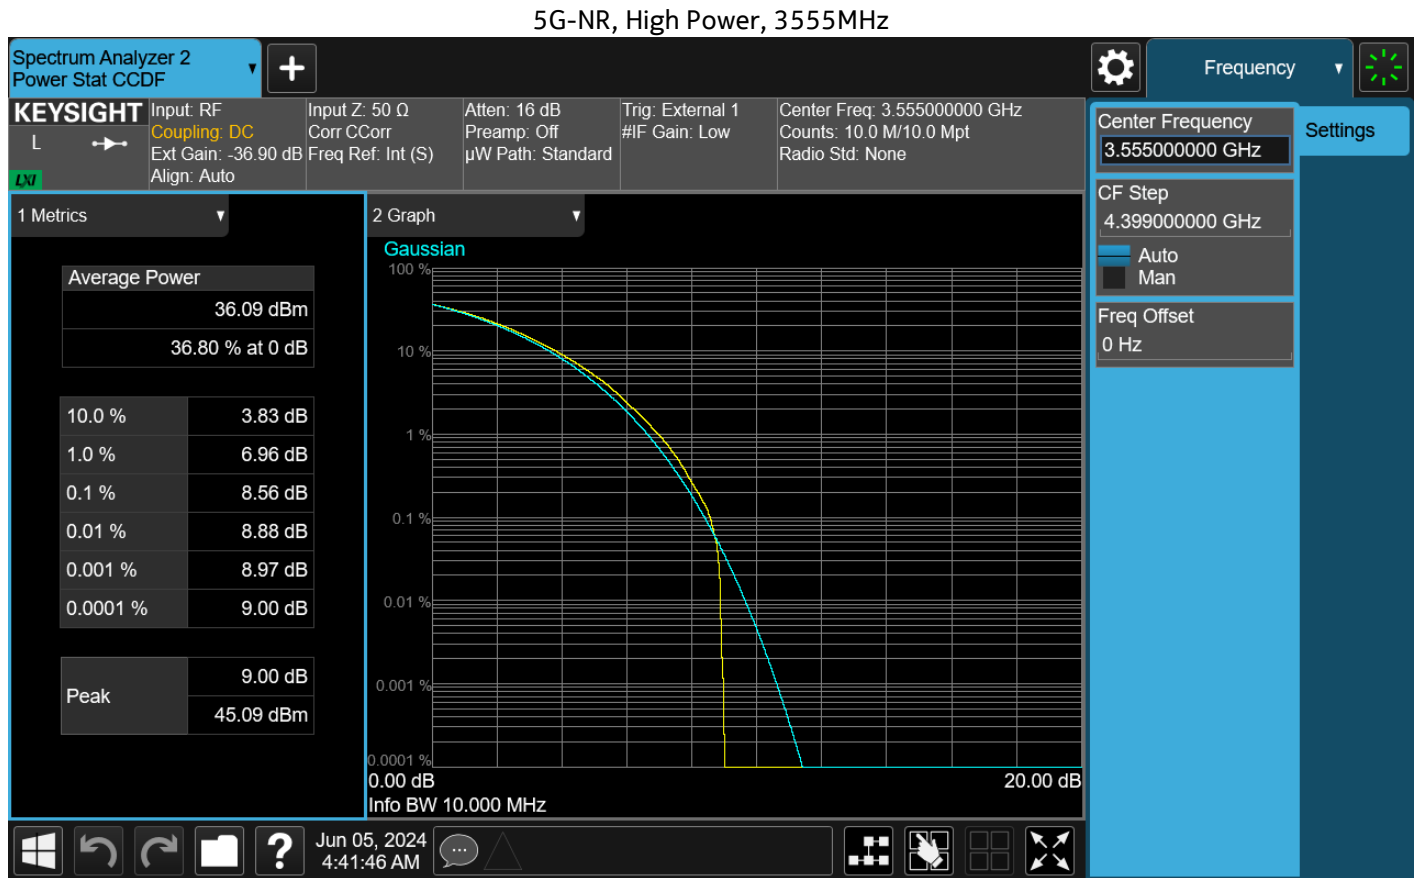 5G-NR, High Power, 3555MHz
Spectrum Analyzer 2
Power Stat CCDF
Frequency
KEYSIGHT
L
LXI
Input: RF
Coupling: DC
Ext Gain: -36.90 dB
Align: Auto
Input Z: 50 Ω
Corr CCorr
Freq Ref: Int (S)
Atten: 16 dB
Preamp: Off
µW Path: Standard
Trig: External 1
#IF Gain: Low
Center Freq: 3.555000000 GHz
Counts: 10.0 M/10.0 Mpt
Radio Std: None
Center Frequency
3.555000000 GHz
Settings
CF Step
4.399000000 GHz
Auto
Man
Freq Offset
0 Hz
1 Metrics
Average Power
36.09 dBm
36.80 % at 0 dB
10.0 % 3.83 dB
1.0 % 6.96 dB
0.1 % 8.56 dB
0.01 % 8.88 dB
0.001 % 8.97 dB
0.0001 % 9.00 dB
Peak
9.00 dB
45.09 dBm
2 Graph
Gaussian
100 %
10 %
1 %
0.1 %
0.01 %
0.001 %
0.0001 %
0.00 dB
20.00 dB
Info BW 10.000 MHz
?
Jun 05, 2024
4:41:46 AM